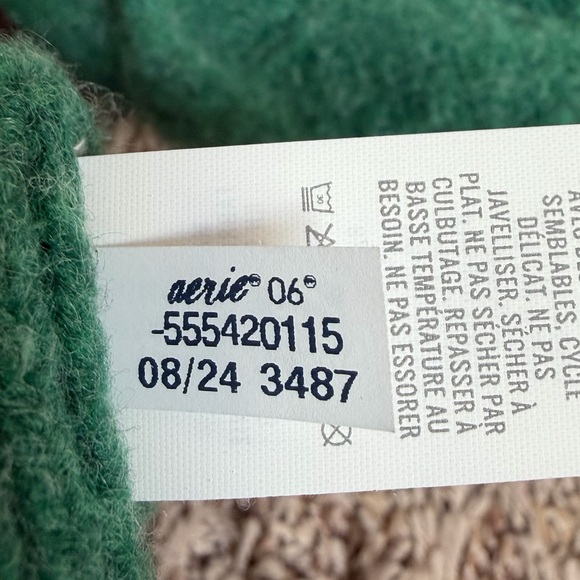 aerie® 06®
-555420115
08/24 3487
SEMBLABLES, CYCLE
DÉLICAT. NE PAS
JAVELLISER. SÉCHER À
PLAT. NE PAS SÉCHER PAR
CULBUTAGE. REPASSER À
BASSE TEMPÉRATURE AU
BESOIN NE PAS ESSORER